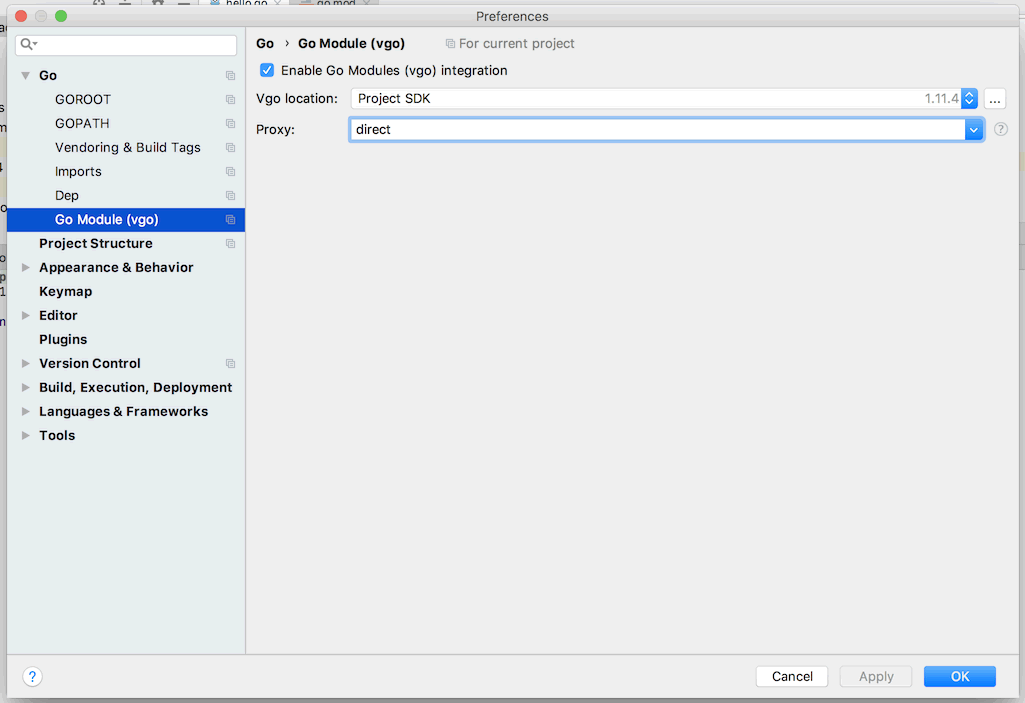 hello.go
go.mod
Preferences
Go › Go Module (vgo) For current project
Go
GOROOT
GOPATH
Vendoring & Build Tags
Imports
Dep
Go Module (vgo)
Project Structure
Appearance & Behavior
Keymap
Editor
Plugins
Version Control
Build, Execution, Deployment
Languages & Frameworks
Tools
Enable Go Modules (vgo) integration
Vgo location: Project SDK 1.11.4 ...
Proxy: direct ?
? Cancel Apply OK